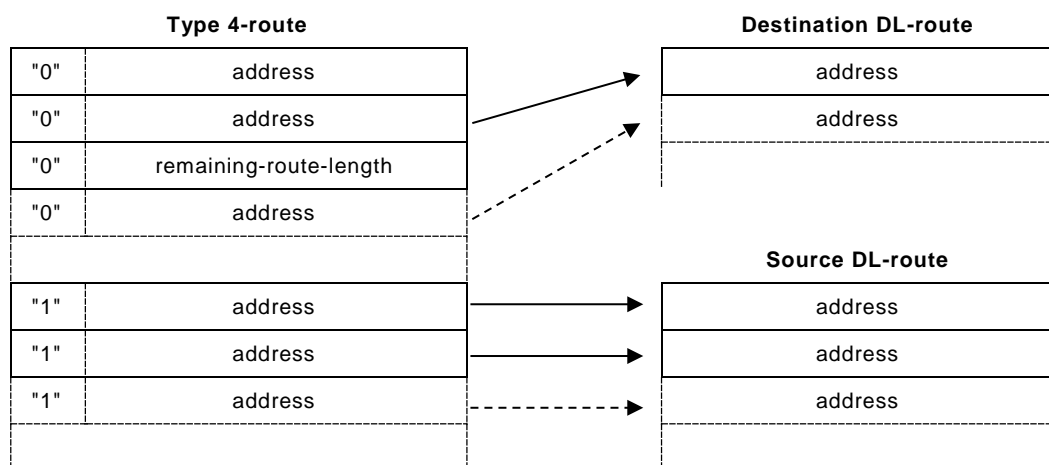 Type 4-route
Destination DL-route
"0" address
address
"0" address
address
"0" remaining-route-length
"0" address
Source DL-route
"1" address
address
"1" address
address
"1" address
address